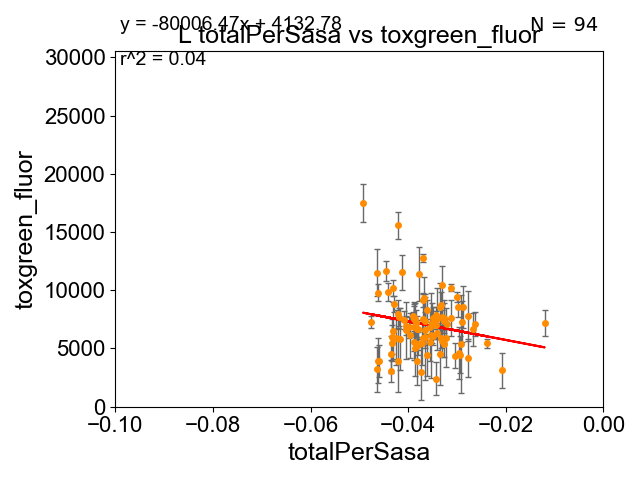 y = -80006.47x + 4132.78
N = 94
L totalPerSasa vs toxgreen_fluor
r^2 = 0.04
30000
25000
20000
15000
10000
5000
0
toxgreen_fluor
−0.10
−0.08
−0.06
−0.04
−0.02
0.00
totalPerSasa